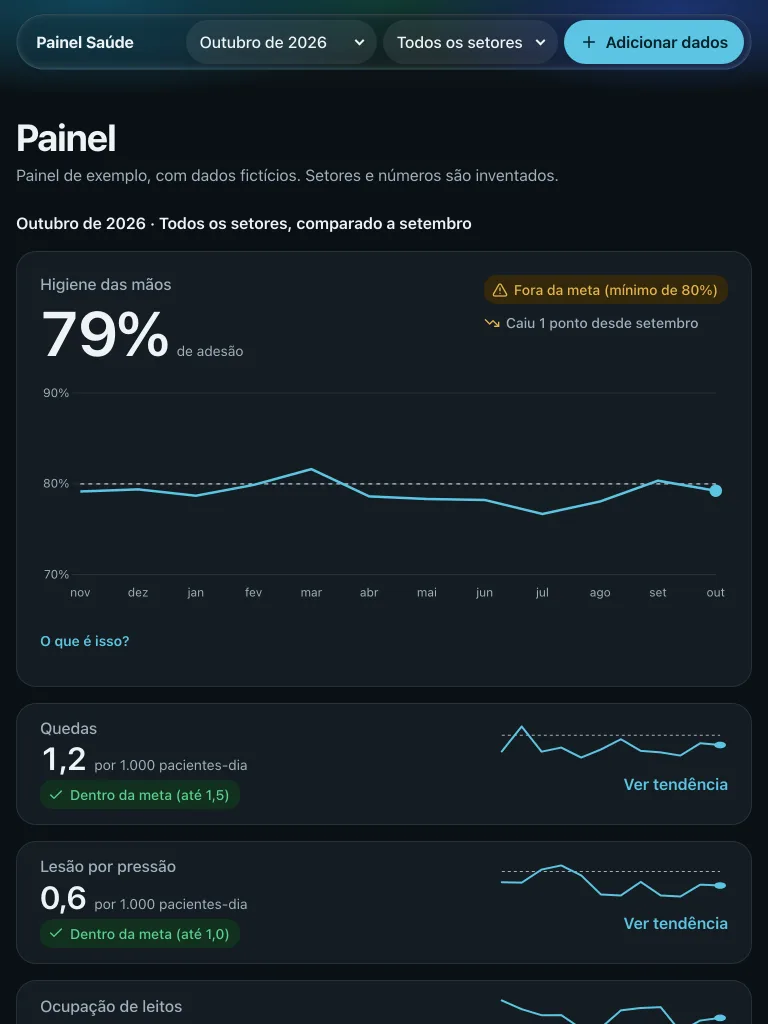 Painel Saúde
Outubro de 2026
Todos os setores
+ Adicionar dados
Painel
Painel de exemplo, com dados fictícios. Setores e números são inventados.
Outubro de 2026 · Todos os setores, comparado a setembro
Higiene das mãos
79% de adesão
Fora da meta (mínimo de 80%)
Caiu 1 ponto desde setembro
90%
80%
70%
nov dez jan fev mar abr mai jun jul ago set out
O que é isso?
Quedas
1,2 por 1.000 pacientes-dia
Dentro da meta (até 1,5)
Ver tendência
Lesão por pressão
0,6 por 1.000 pacientes-dia
Dentro da meta (até 1,0)
Ver tendência
Ocupação de leitos